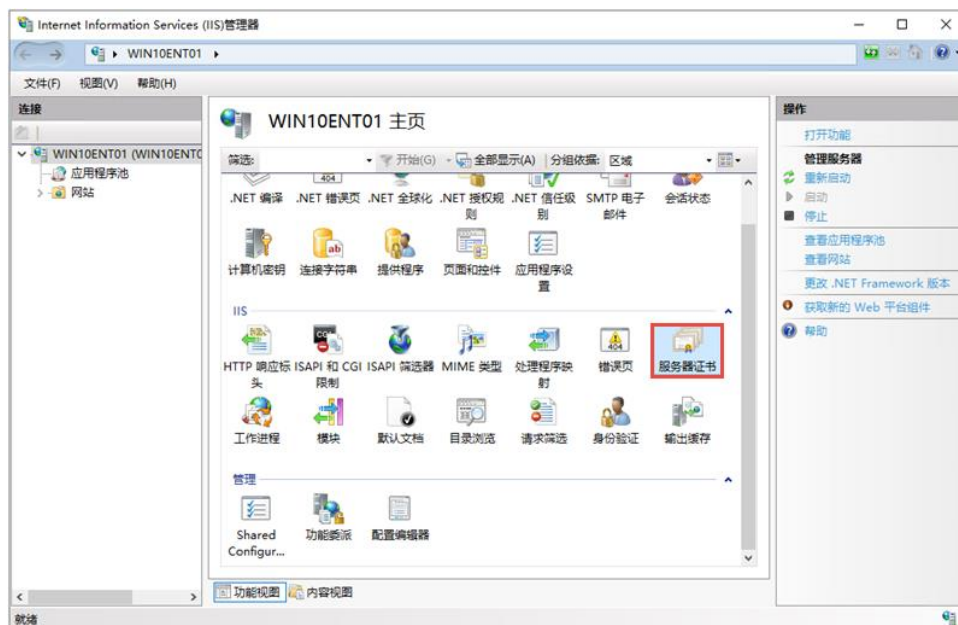 Internet Information Services (IIS)管理器
WIN10ENT01
文件(F) 视图(V) 帮助(H)
连接
WIN10ENT01 (WIN10ENTC
应用程序池
网站
WIN10ENT01 主页
筛选: 开始(G) 全部显示(A) 分组依据: 区域
.NET 编译 .NET 错误页 .NET 全球化 .NET 授权规 .NET 信任级 SMTP 电子 会话状态
则 别 邮件
计算机密钥 连接字符串 提供程序 页面和控件 应用程序设
置
IIS
HTTP 响应标 ISAPI 和 CGI ISAPI 筛选器 MIME 类型 处理程序映 错误页 服务器证书
头 限制 射
工作进程 模块 默认文档 目录浏览 请求筛选 身份验证 输出缓存
管理
Shared 功能委派 配置编辑器
Configur...
功能视图 内容视图
操作
打开功能
管理服务器
重新启动
启动
停止
查看应用程序池
查看网站
更改 .NET Framework 版本
获取新的 Web 平台组件
帮助
就绪